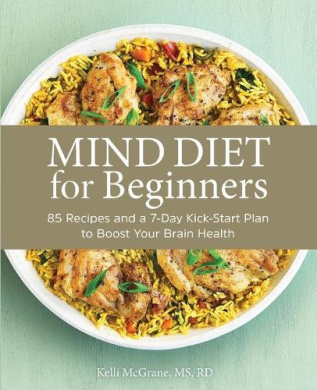 MIND DIET
for Beginners
85 Recipes and a 7-Day Kick-Start Plan
to Boost Your Brain Health
Kelli McGrane, MS, RD